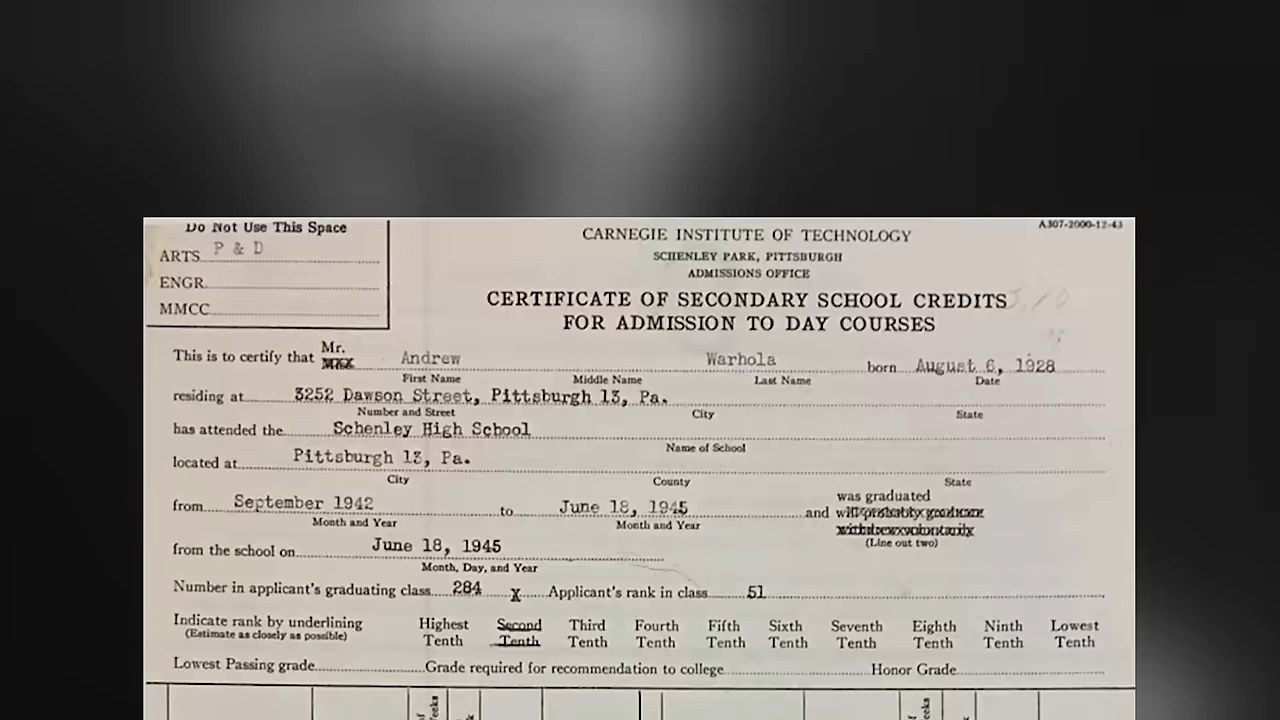 Do Not Use This Space
ARTS P & D
ENGR.
MMCC
A307-2000-12-43
CARNEGIE INSTITUTE OF TECHNOLOGY
SCHENLEY PARK, PITTSBURGH
ADMISSIONS OFFICE
CERTIFICATE OF SECONDARY SCHOOL CREDITS
FOR ADMISSION TO DAY COURSES
This is to certify that Mr. Andrew Warhola born August 6, 1928
First Name Middle Name Last Name Date
residing at 3252 Dawson Street, Pittsburgh 13, Pa.
Number and Street City State
has attended the Schenley High School
Name of School
located at Pittsburgh 13, Pa.
City County State
from September 1942 to June 18, 1945 and was graduated
will probably graduate
withdrew voluntarily
Month and Year Month and Year (Line out two)
from the school on June 18, 1945
Month, Day, and Year
Number in applicant's graduating class 284 X Applicant's rank in class 51
Indicate rank by underlining
(Estimate as closely as possible)
Highest Second Third Fourth Fifth Sixth Seventh Eighth Ninth Lowest
Tenth Tenth Tenth Tenth Tenth Tenth Tenth Tenth Tenth Tenth
Lowest Passing grade Grade required for recommendation to college Honor Grade